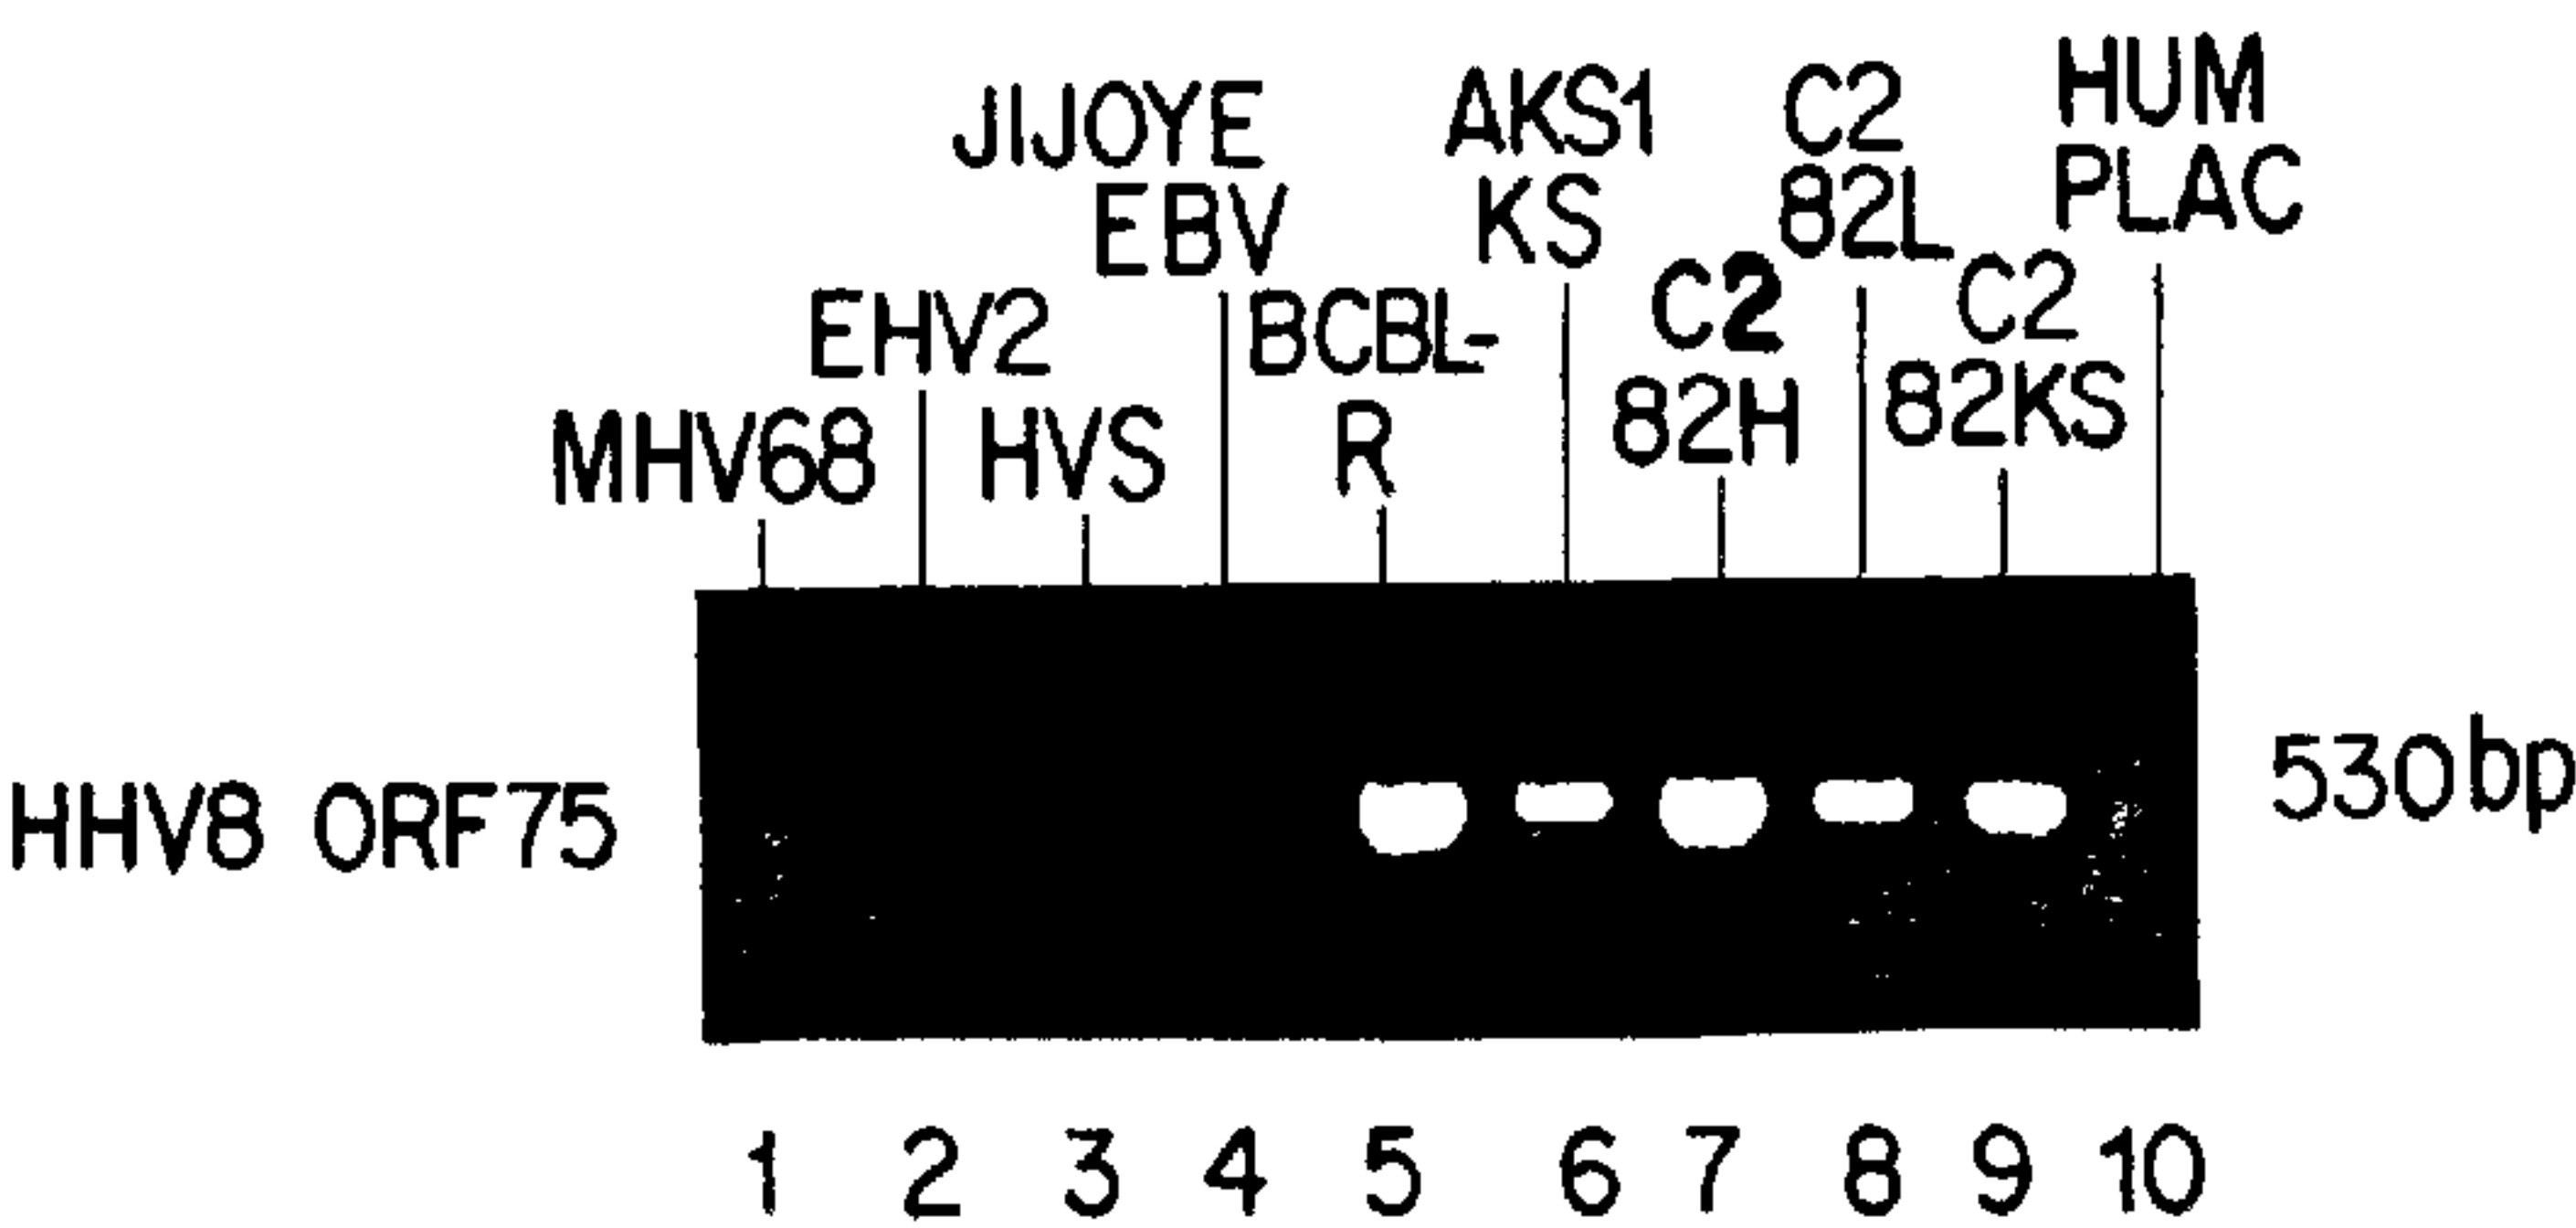 HUM
PLAC
C2
82L
AKS1
KS
JIJOYE
EBV
C2
82KS
C2
82H
BCBL-
R
EHV2
HVS
MHV68
HHV8 ORF75
530bp
1 2 3 4 5 6 7 8 9 10